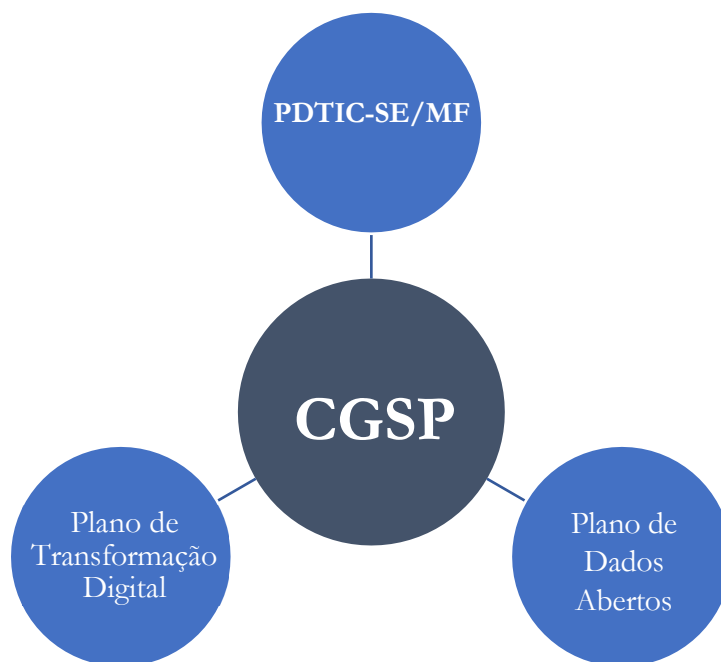 PDTIC-SE/MF
CGSP
Plano de
Transformação
Digital
Plano de
Dados
Abertos